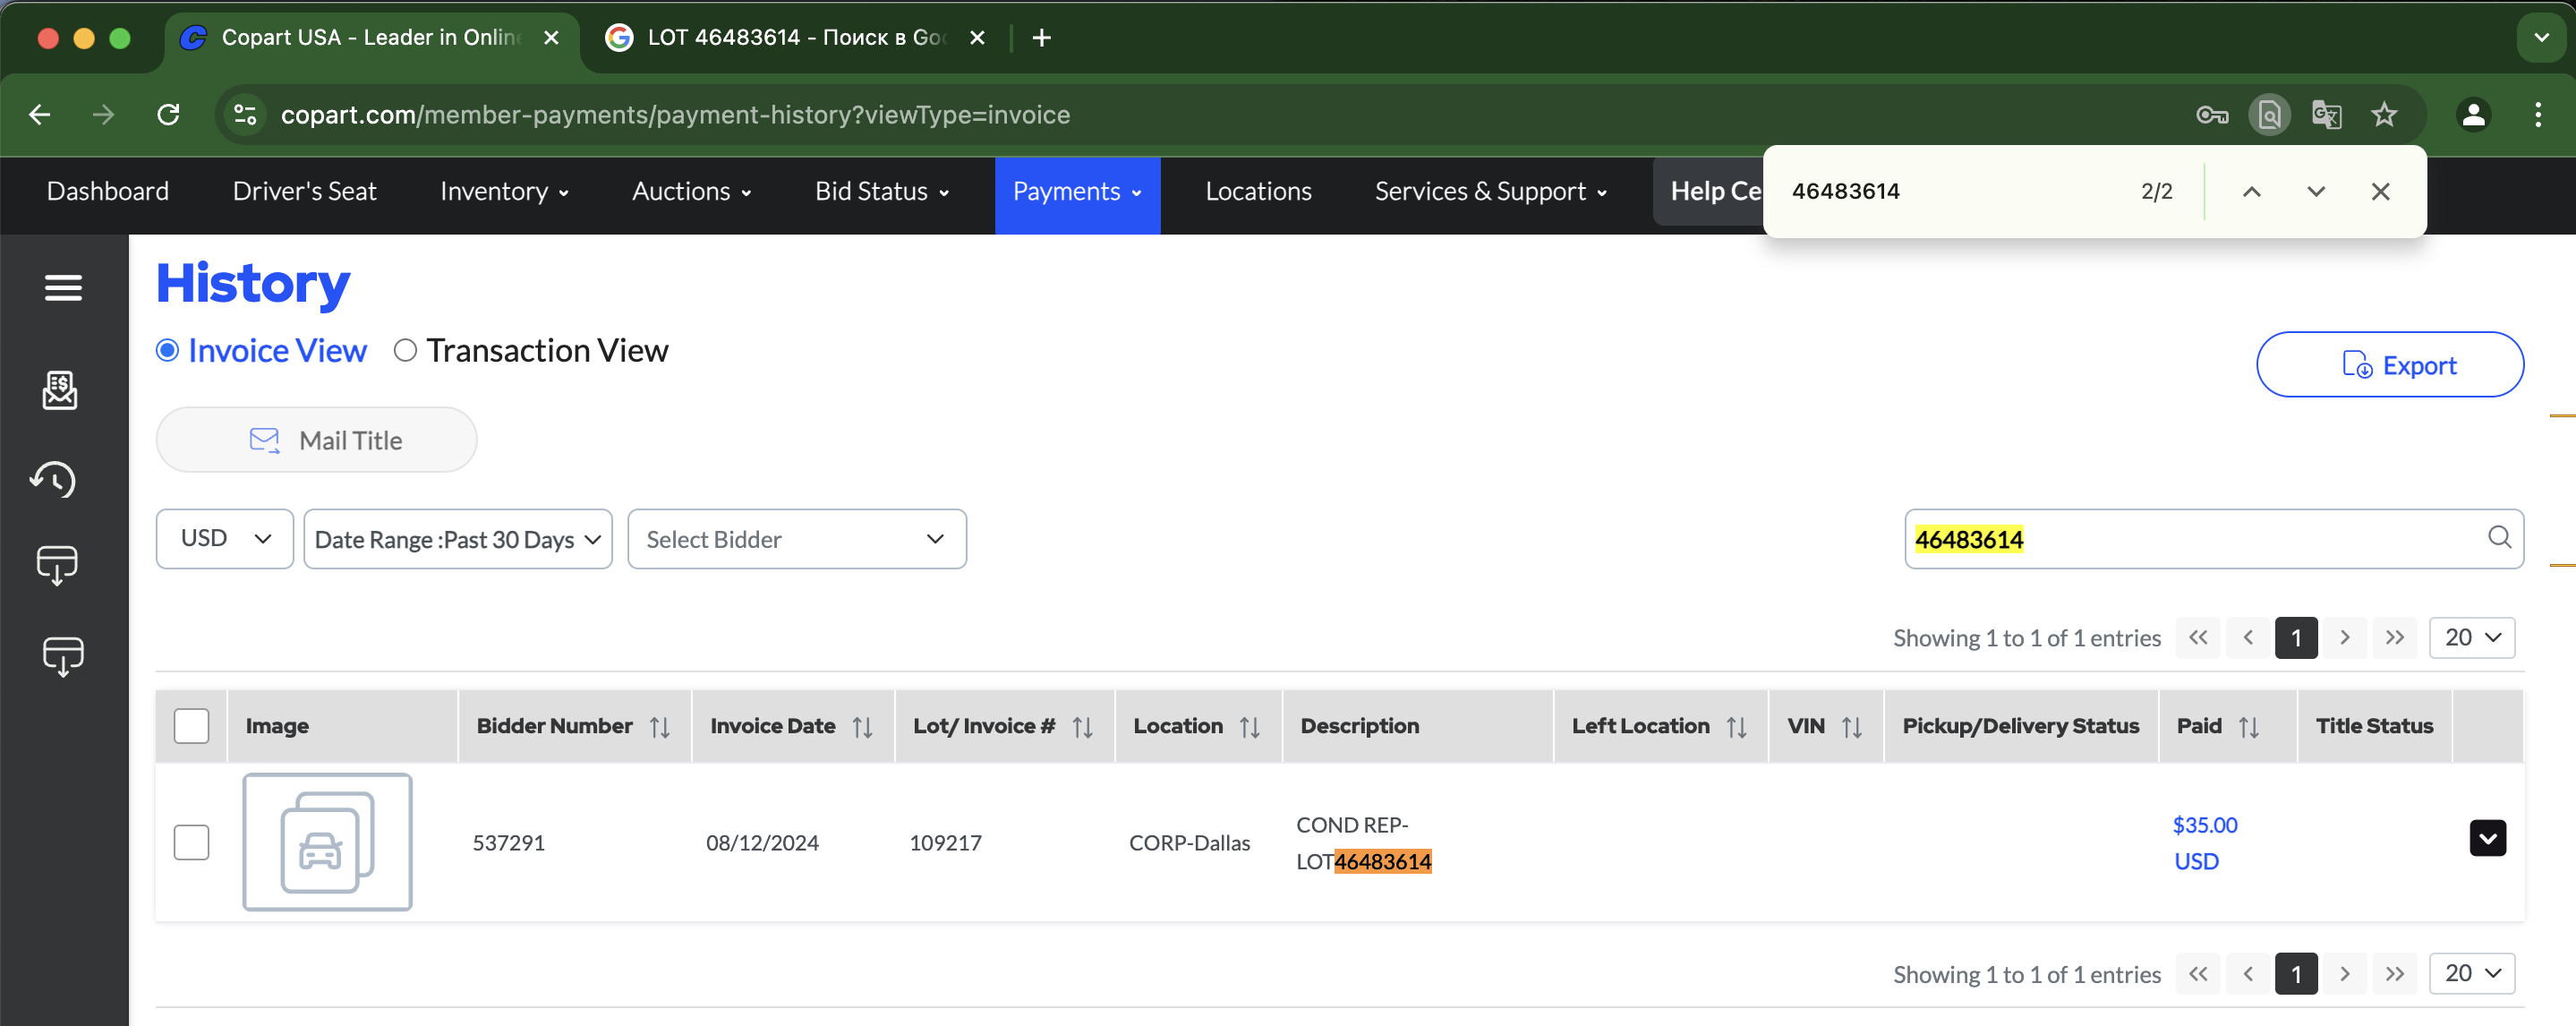 Copart USA - Leader in Online
LOT 46483614 - Поиск в Goo
copart.com/member-payments/payment-history?viewType=invoice
Dashboard
Driver's Seat
Inventory
Auctions
Bid Status
Payments
Locations
Services & Support
Help Ce
46483614
2/2
History
Invoice View
Transaction View
Export
Mail Title
USD
Date Range :Past 30 Days
Select Bidder
46483614
Showing 1 to 1 of 1 entries
1
20
Image
Bidder Number
Invoice Date
Lot/ Invoice #
Location
Description
Left Location
VIN
Pickup/Delivery Status
Paid
Title Status
537291
08/12/2024
109217
CORP-Dallas
COND REP-
LOT46483614
$35.00
USD
Showing 1 to 1 of 1 entries
1
20